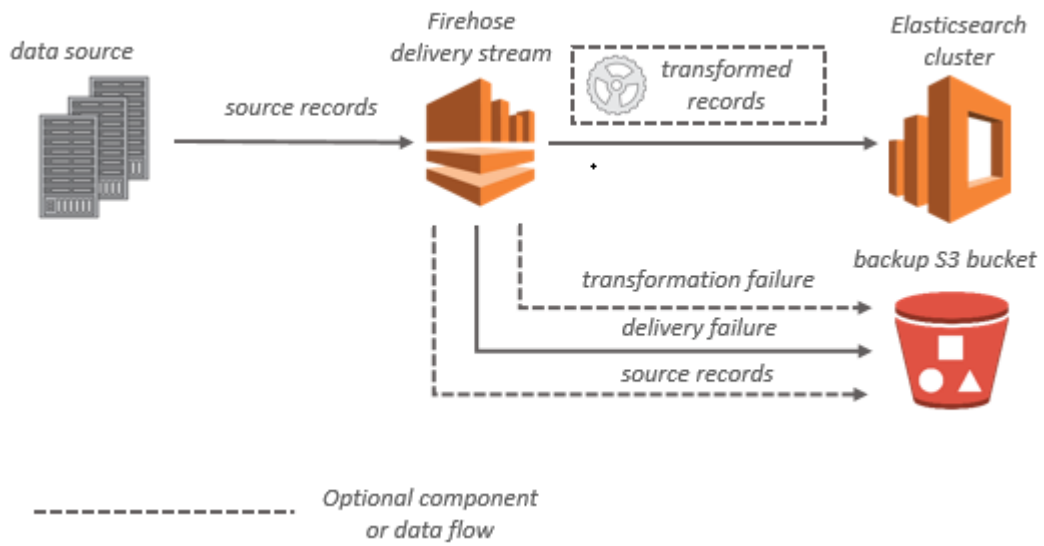 data source
source records
Firehose
delivery stream
transformed
records
Elasticsearch
cluster
backup S3 bucket
transformation failure
delivery failure
source records
Optional component
or data flow